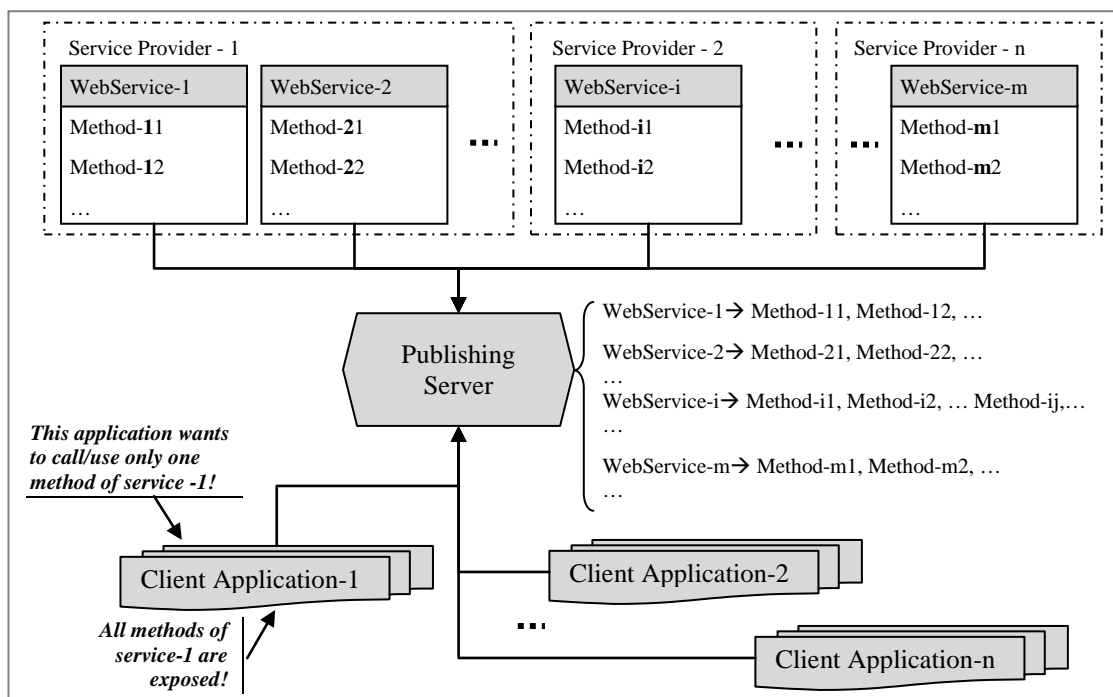 Service Provider - 1
WebService-1
Method-11
Method-12
…
WebService-2
Method-21
Method-22
…
...
Service Provider - 2
WebService-i
Method-i1
Method-i2
…
...
Service Provider - n
...
WebService-m
Method-m1
Method-m2
…
Publishing
Server
WebService-1→ Method-11, Method-12, …
WebService-2→ Method-21, Method-22, …
…
WebService-i→ Method-i1, Method-i2, … Method-ij,…
…
WebService-m→ Method-m1, Method-m2, …
…
This application wants
to call/use only one
method of service -1!
Client Application-1
All methods of
service-1 are
exposed!
Client Application-2
...
Client Application-n